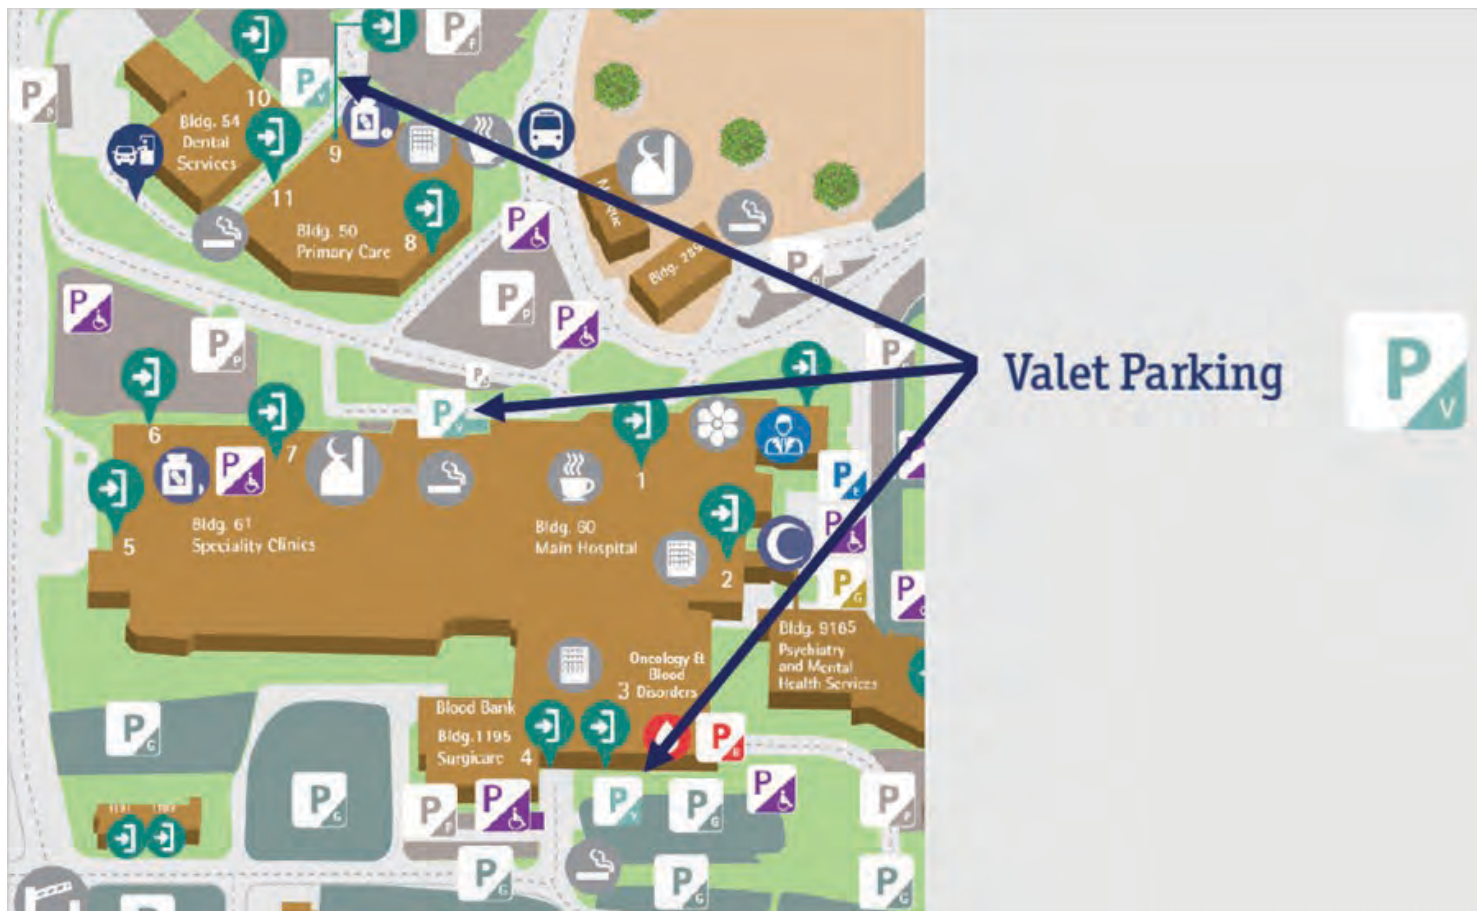 P F
10
P V
P P
Bldg. 54
Dental
Services
9
11
P
Mosque
Bldg. 50
Primary Care
8
Bldg. 289
P P
P P
P
P
P P
P P
P
Valet Parking
P V
P V
6
7
P
1
P E
5
Bldg. 61
Speciality Clinics
Bldg. 60
Main Hospital
P
2
P G
P
Bldg. 9165
Psychiatry
and Mental
Health Services
Oncology &
Blood
3 Disorders
Blood Bank
Bldg.1195
Surgicare
4
P G
P B
P G
P P
P
P V
P G
P
P P
P G
P G
P G